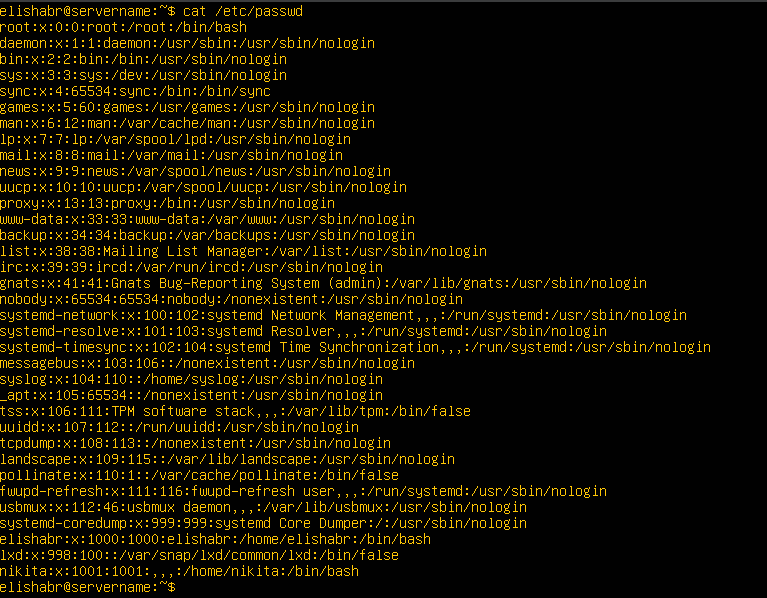 elishabr@servername:~$ cat /etc/passwd
root:x:0:0:root:/root:/bin/bash
daemon:x:1:1:daemon:/usr/sbin:/usr/sbin/nologin
bin:x:2:2:bin:/bin:/usr/sbin/nologin
sys:x:3:3:sys:/dev:/usr/sbin/nologin
sync:x:4:65534:sync:/bin:/bin/sync
games:x:5:60:games:/usr/games:/usr/sbin/nologin
man:x:6:12:man:/var/cache/man:/usr/sbin/nologin
lp:x:7:7:lp:/var/spool/lpd:/usr/sbin/nologin
mail:x:8:8:mail:/var/mail:/usr/sbin/nologin
news:x:9:9:news:/var/spool/news:/usr/sbin/nologin
uucp:x:10:10:uucp:/var/spool/uucp:/usr/sbin/nologin
proxy:x:13:13:proxy:/bin:/usr/sbin/nologin
www-data:x:33:33:www-data:/var/www:/usr/sbin/nologin
backup:x:34:34:backup:/var/backups:/usr/sbin/nologin
list:x:38:38:Mailing List Manager:/var/list:/usr/sbin/nologin
irc:x:39:39:ircd:/var/run/ircd:/usr/sbin/nologin
gnats:x:41:41:Gnats Bug-Reporting System (admin):/var/lib/gnats:/usr/sbin/nologin
nobody:x:65534:65534:nobody:/nonexistent:/usr/sbin/nologin
systemd-network:x:100:102:systemd Network Management,,,:/run/systemd:/usr/sbin/nologin
systemd-resolve:x:101:103:systemd Resolver,,,:/run/systemd:/usr/sbin/nologin
systemd-timesync:x:102:104:systemd Time Synchronization,,,:/run/systemd:/usr/sbin/nologin
messagebus:x:103:106::/nonexistent:/usr/sbin/nologin
syslog:x:104:110::/home/syslog:/usr/sbin/nologin
_apt:x:105:65534::/nonexistent:/usr/sbin/nologin
tss:x:106:111:TPM software stack,,,:/var/lib/tpm:/bin/false
uuidd:x:107:112::/run/uuidd:/usr/sbin/nologin
tcpdump:x:108:113::/nonexistent:/usr/sbin/nologin
landscape:x:109:115::/var/lib/landscape:/usr/sbin/nologin
pollinate:x:110:1::/var/cache/pollinate:/bin/false
fwupd-refresh:x:111:116:fwupd-refresh user,,,:/run/systemd:/usr/sbin/nologin
usbmux:x:112:46:usbmux daemon,,,:/var/lib/usbmux:/usr/sbin/nologin
systemd-coredump:x:999:999:systemd Core Dumper:/:/usr/sbin/nologin
elishabr:x:1000:1000:elishabr:/home/elishabr:/bin/bash
lxd:x:998:100::/var/snap/lxd/common/lxd:/bin/false
nikita:x:1001:1001:,,,:/home/nikita:/bin/bash
elishabr@servername:~$